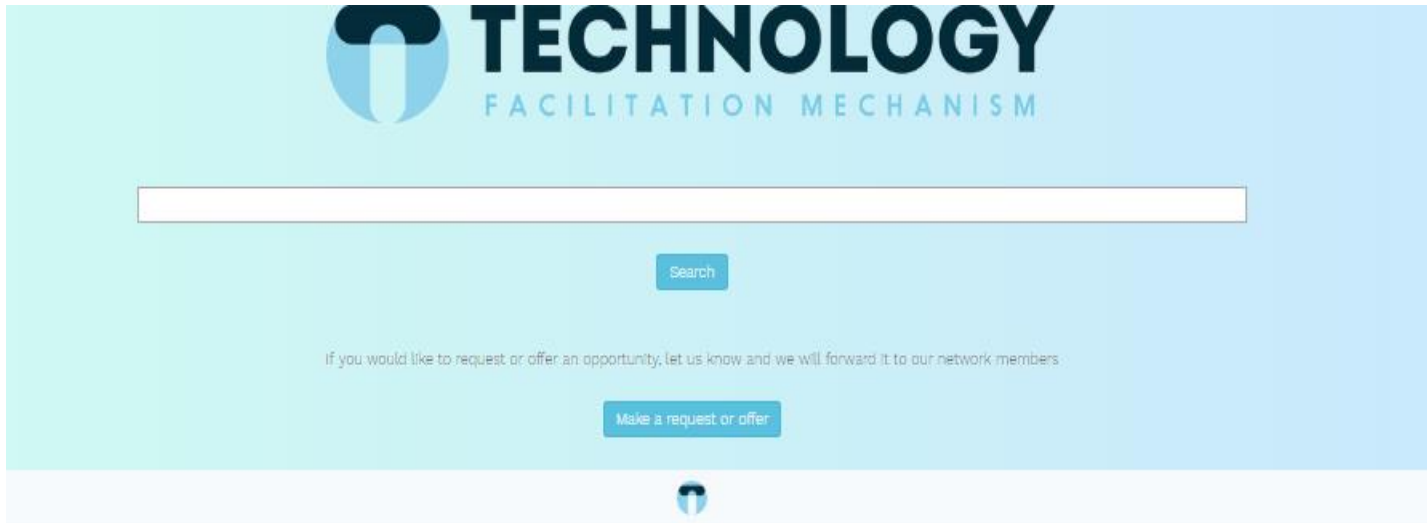 TECHNOLOGY
FACILITATION MECHANISM
Search
If you would like to request or offer an opportunity, let us know and we will forward it to our network members
Make a request or offer